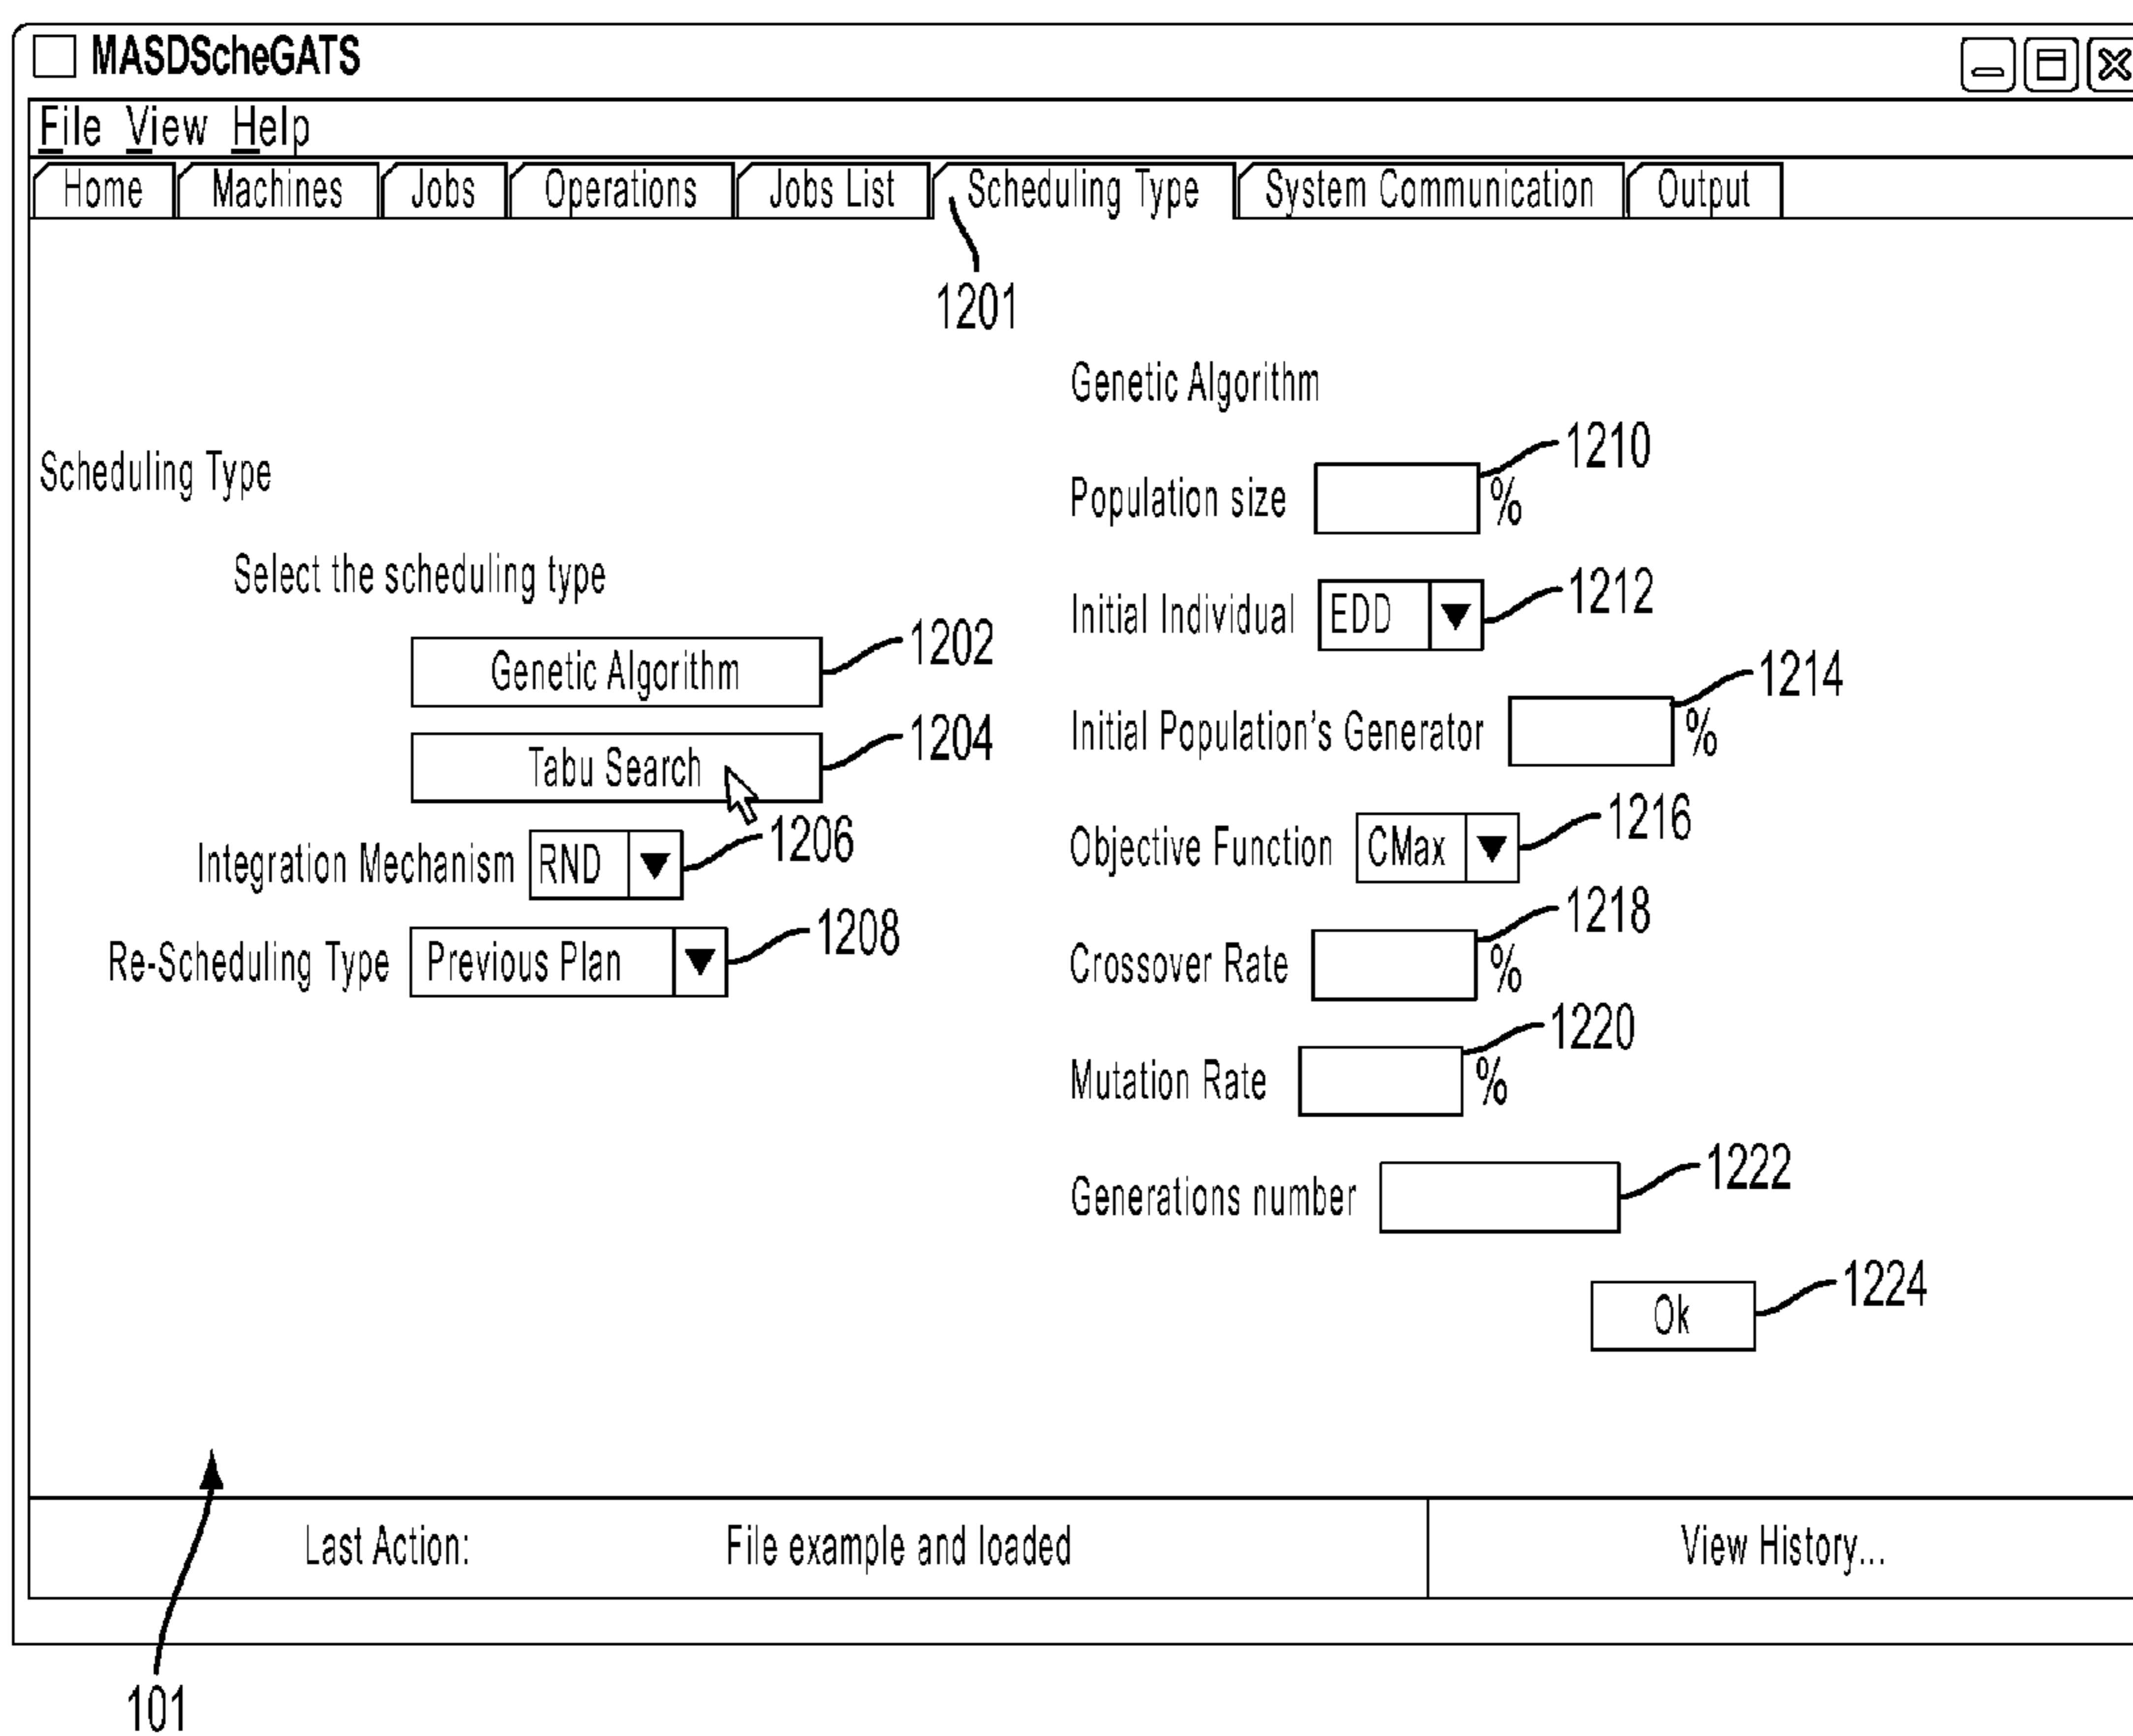 MASDScheGATS
File View Help
Home Machines Jobs Operations Jobs List Scheduling Type System Communication Output
1201
Scheduling Type
Select the scheduling type
Genetic Algorithm 1202
Tabu Search 1204
Integration Mechanism RND 1206
Re-Scheduling Type Previous Plan 1208
Genetic Algorithm
Population size % 1210
Initial Individual EDD 1212
Initial Population's Generator % 1214
Objective Function CMax 1216
Crossover Rate % 1218
Mutation Rate % 1220
Generations number 1222
Ok 1224
Last Action: File example and loaded View History...
101